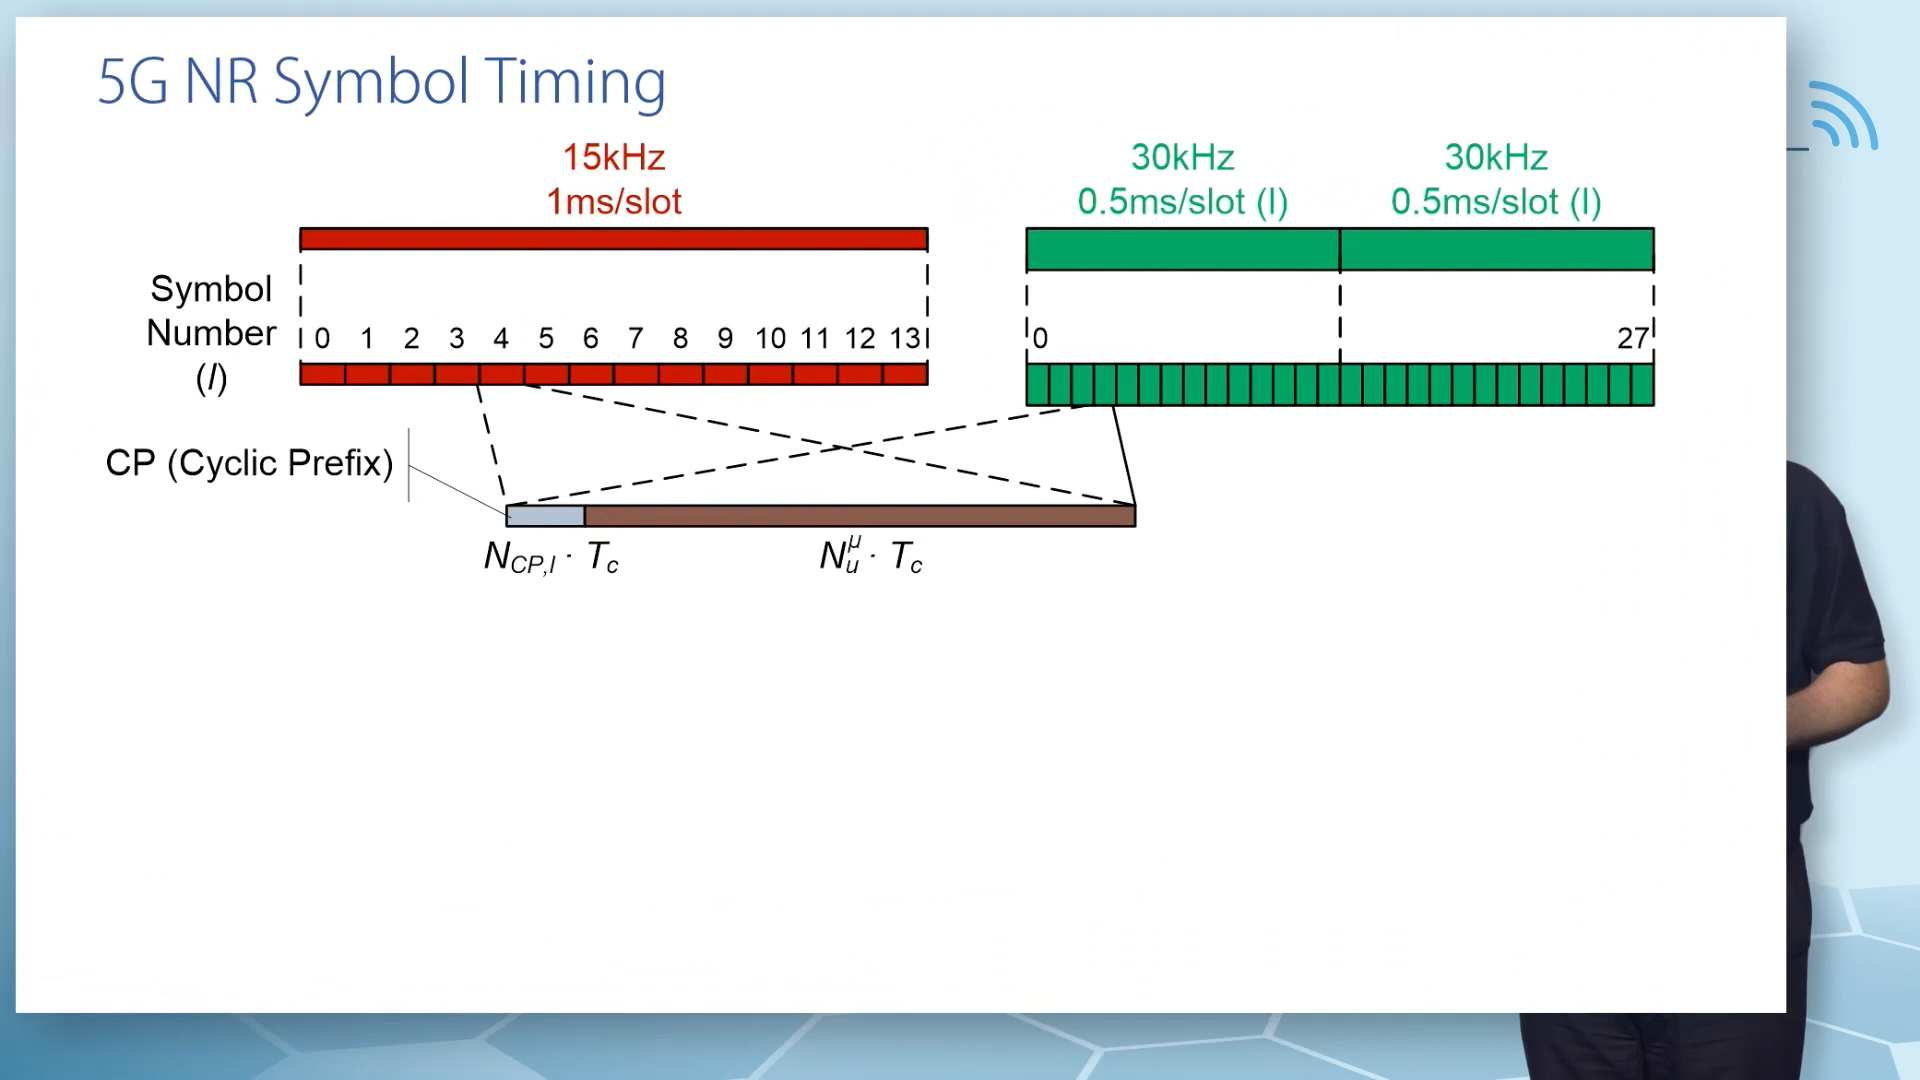 5G NR Symbol Timing
15kHz
1ms/slot
30kHz
0.5ms/slot (l)
30kHz
0.5ms/slot (l)
Symbol
Number
(l)
0 1 2 3 4 5 6 7 8 9 10 11 12 13
0 27
CP (Cyclic Prefix)
N_{CP,l} · T_c
N_u^μ · T_c